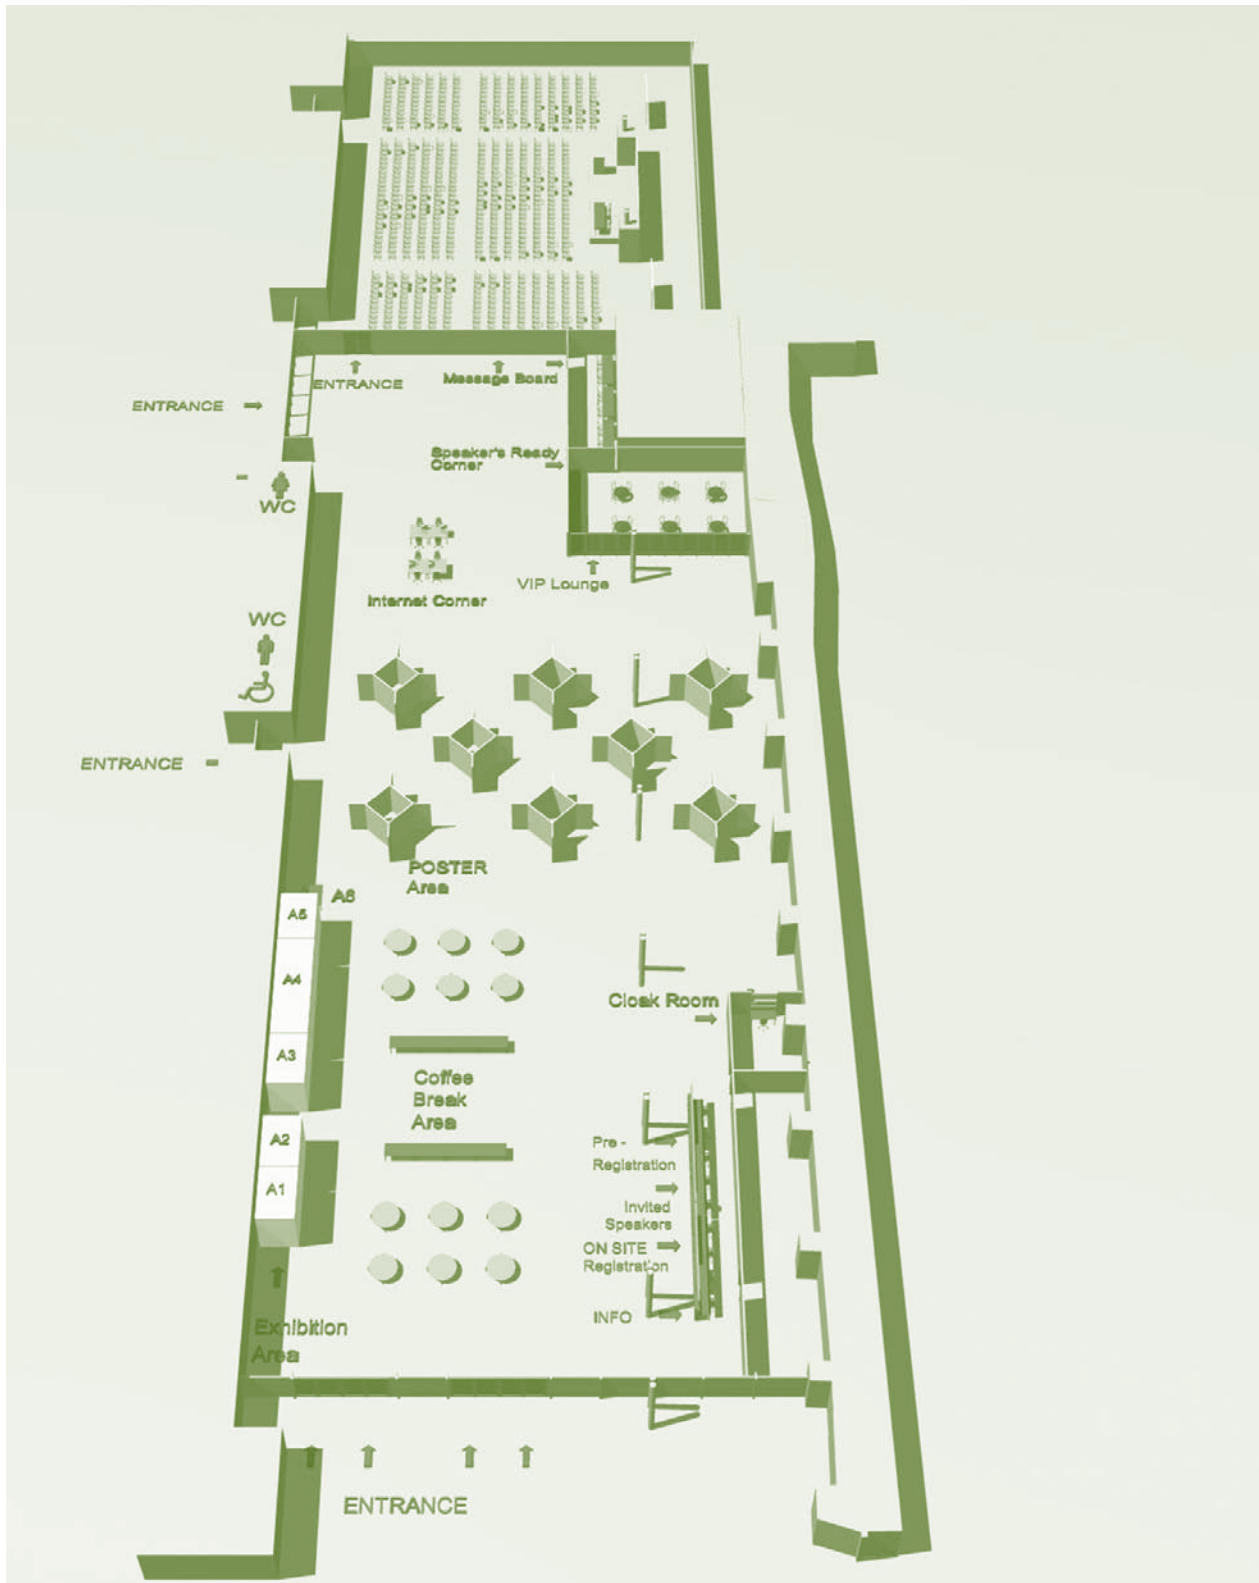 ENTRANCE
Message Board
ENTRANCE
Speaker's Ready
Corner
WC
VIP Lounge
Internet Corner
WC
ENTRANCE
POSTER
Area
A6
A5
A4
Cloak Room
A3
Coffee
Break
Area
A2
Pre -
Registration
A1
Invited
Speakers
ON SITE
Registration
INFO
Exhibition
Area
ENTRANCE